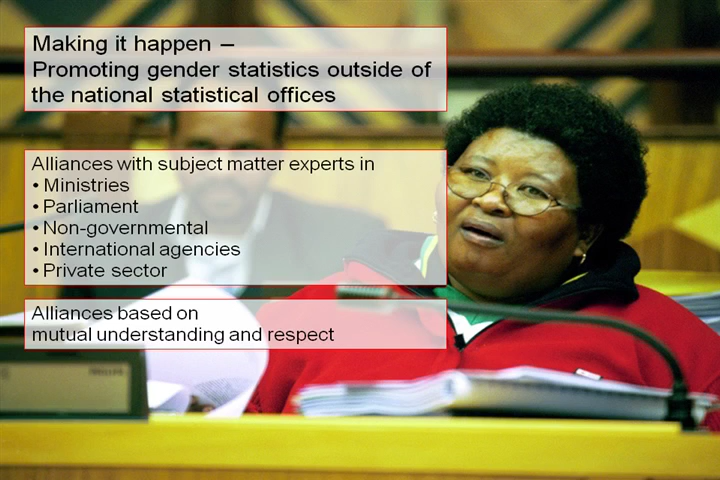 Making it happen –
Promoting gender statistics outside of
the national statistical offices
Alliances with subject matter experts in
• Ministries
• Parliament
• Non-governmental
• International agencies
• Private sector
Alliances based on
mutual understanding and respect